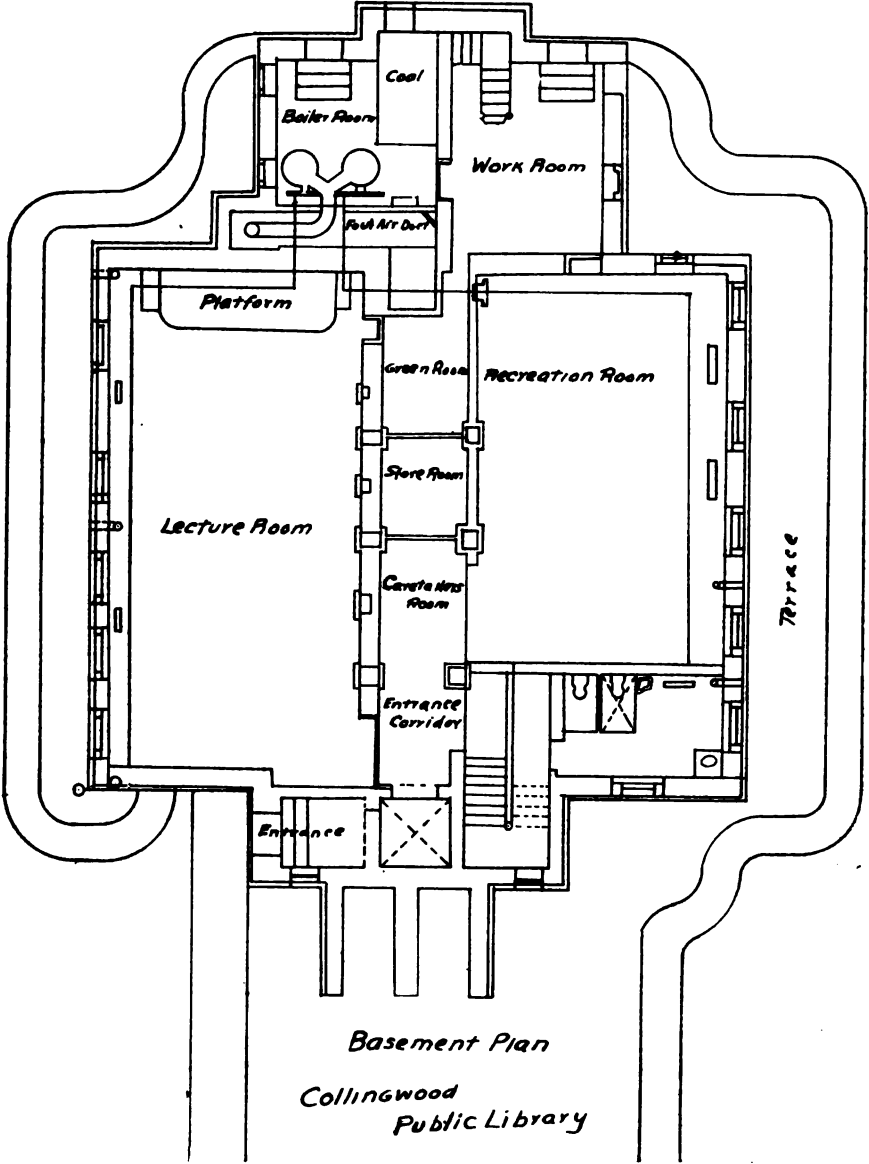 Coal
Boiler Room
Work Room
Foul Air Duct
Platform
Green Room
Recreation Room
Store Room
Lecture Room
Caretakers
Room
Terrace
Entrance
Corridor
Entrance
Basement Plan
Collingwood
Public Library